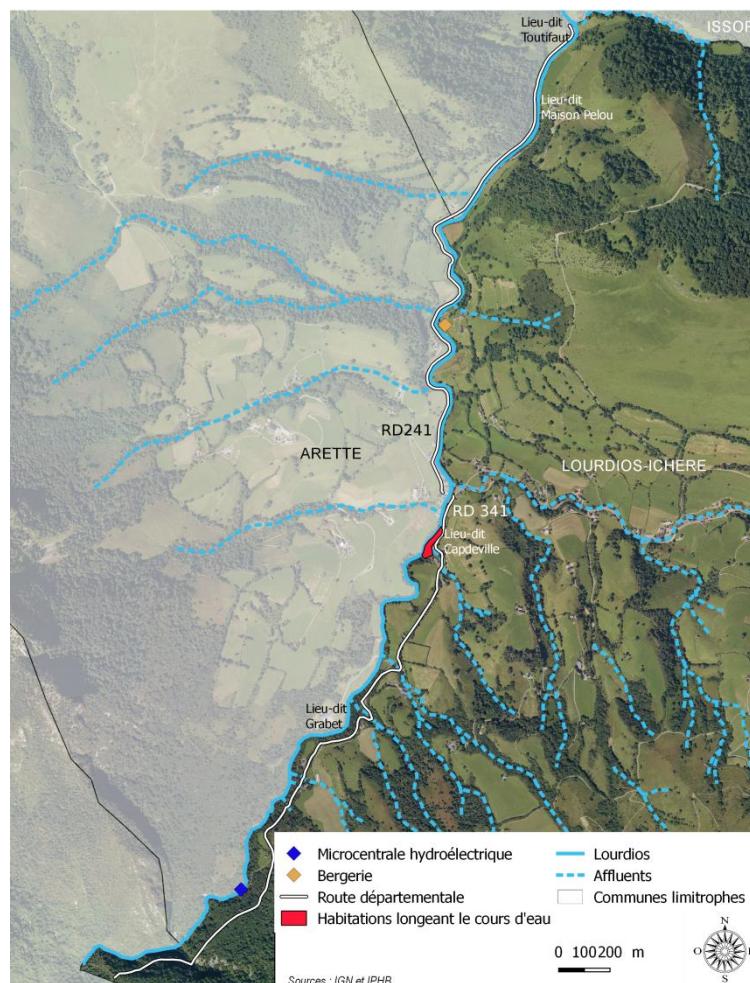 Lieu-dit
Toutifaut
ISSOR
Lieu-dit
Maison Pelou
RD241
ARETTE
LOURDIOS-ICHERE
RD 341
Lieu-dit
Capdeville
Lieu-dit
Grabet
Microcentrale hydroélectrique
Bergerie
Route départementale
Habitations longeant le cours d'eau
Lourdios
Affluents
Communes limitrophes
N
O
S
0 100200 m
Sources : IGN et IPHB